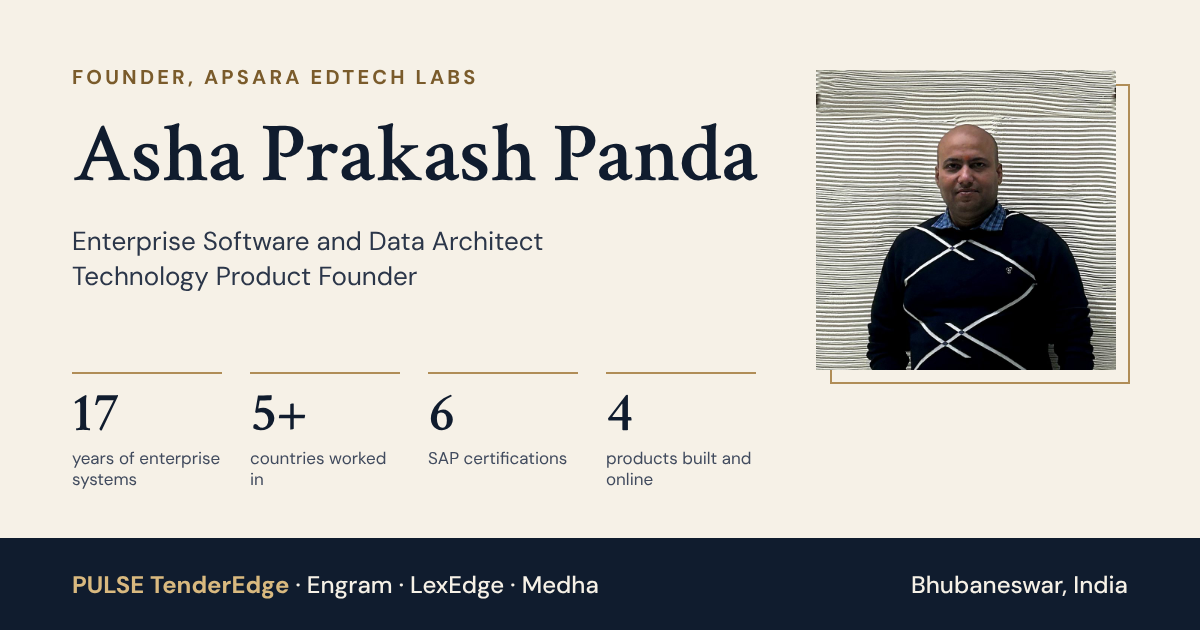 FOUNDER, APSARA EDTECH LABS
Asha Prakash Panda
Enterprise Software and Data Architect
Technology Product Founder
17
years of enterprise
systems
5+
countries worked
in
6
SAP certifications
4
products built and
online
PULSE TenderEdge · Engram · LexEdge · Medha
Bhubaneswar, India